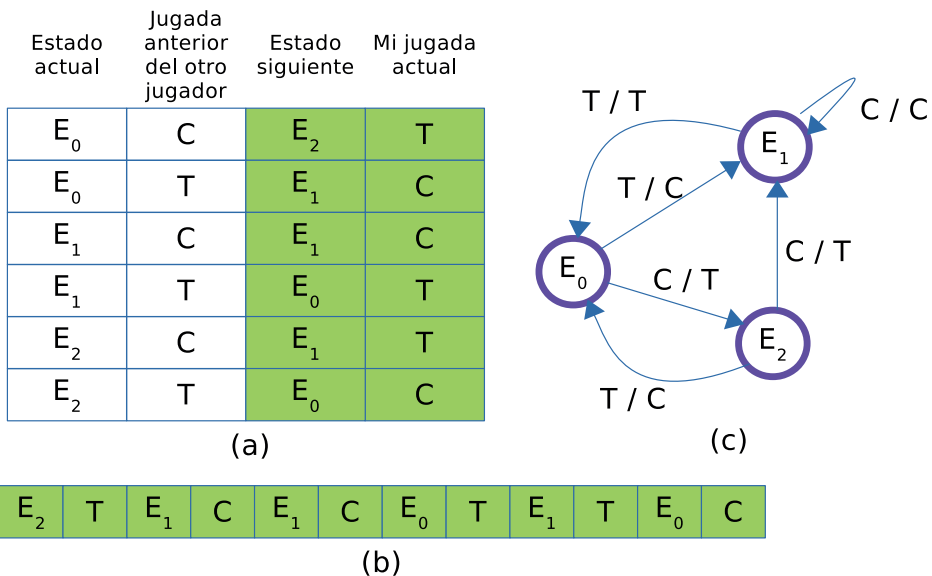 Estado actual
Jugada anterior del otro jugador
Estado siguiente
Mi jugada actual
E0 C E2 T
E0 T E1 C
E1 C E1 C
E1 T E0 T
E2 C E1 T
E2 T E0 C
(a)
T / T
C / C
E1
T / C
C / T
E0
C / T
E2
T / C
(c)
E2 T E1 C E1 C E0 T E1 T E0 C
(b)